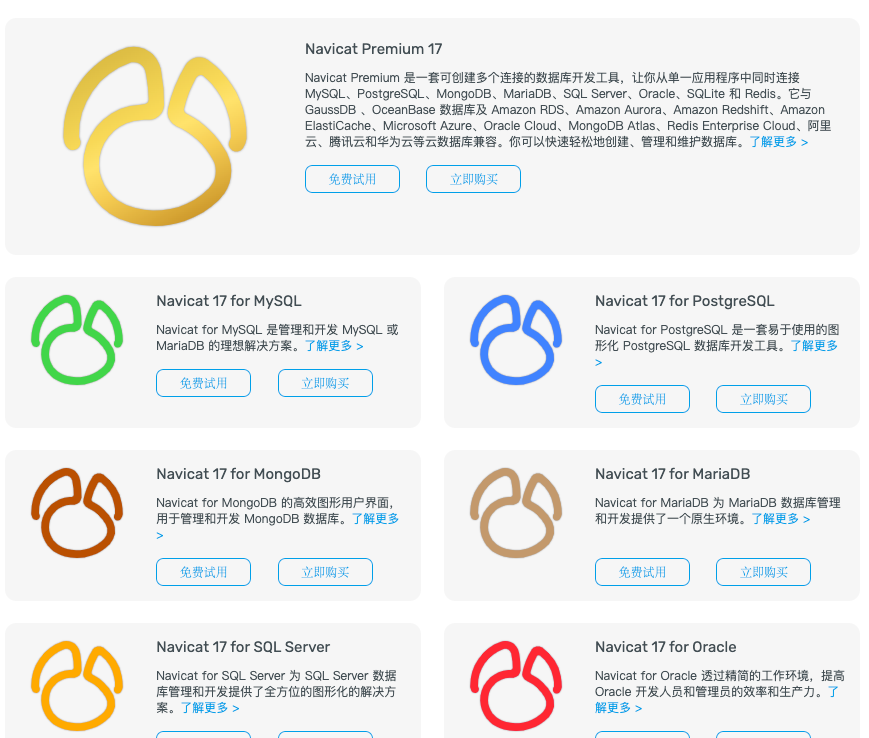 Navicat Premium 17
Navicat Premium 是一套可创建多个连接的数据库开发工具，让你从单一应用程序中同时连接
MySQL、PostgreSQL、MongoDB、MariaDB、SQL Server、Oracle、SQLite 和 Redis。它与
GaussDB 、OceanBase 数据库及 Amazon RDS、Amazon Aurora、Amazon Redshift、Amazon
ElastiCache、Microsoft Azure、Oracle Cloud、MongoDB Atlas、Redis Enterprise Cloud、阿里
云、腾讯云和华为云等云数据库兼容。你可以快速轻松地创建、管理和维护数据库。了解更多 >
免费试用 立即购买
Navicat 17 for MySQL
Navicat for MySQL 是管理和开发 MySQL 或
MariaDB 的理想解决方案。了解更多 >
免费试用 立即购买
Navicat 17 for PostgreSQL
Navicat for PostgreSQL 是一套易于使用的图
形化 PostgreSQL 数据库开发工具。了解更多
>
免费试用 立即购买
Navicat 17 for MongoDB
Navicat for MongoDB 的高效图形用户界面，
用于管理和开发 MongoDB 数据库。了解更多
>
免费试用 立即购买
Navicat 17 for MariaDB
Navicat for MariaDB 为 MariaDB 数据库管理
和开发提供了一个原生环境。了解更多 >
免费试用 立即购买
Navicat 17 for SQL Server
Navicat for SQL Server 为 SQL Server 数据
库管理和开发提供了全方位的图形化的解决方
案。了解更多 >
Navicat 17 for Oracle
Navicat for Oracle 透过精简的工作环境，提高
Oracle 开发人员和管理员的效率和生产力。了
解更多 >